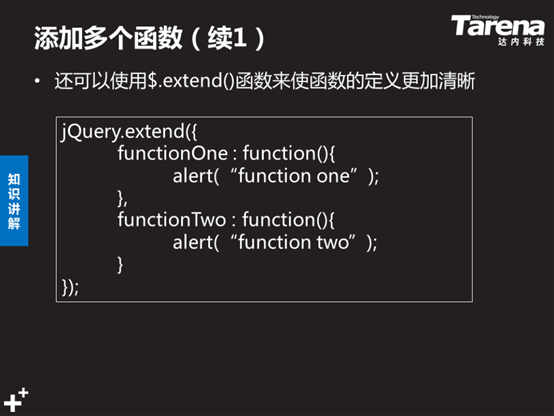 添加多个函数（续1）
Technology
Tarena
达内科技
• 还可以使用$.extend()函数来使函数的定义更加清晰
知识讲解
jQuery.extend({
functionOne : function(){
alert(“function one”);
},
functionTwo : function(){
alert(“function two”);
}
});